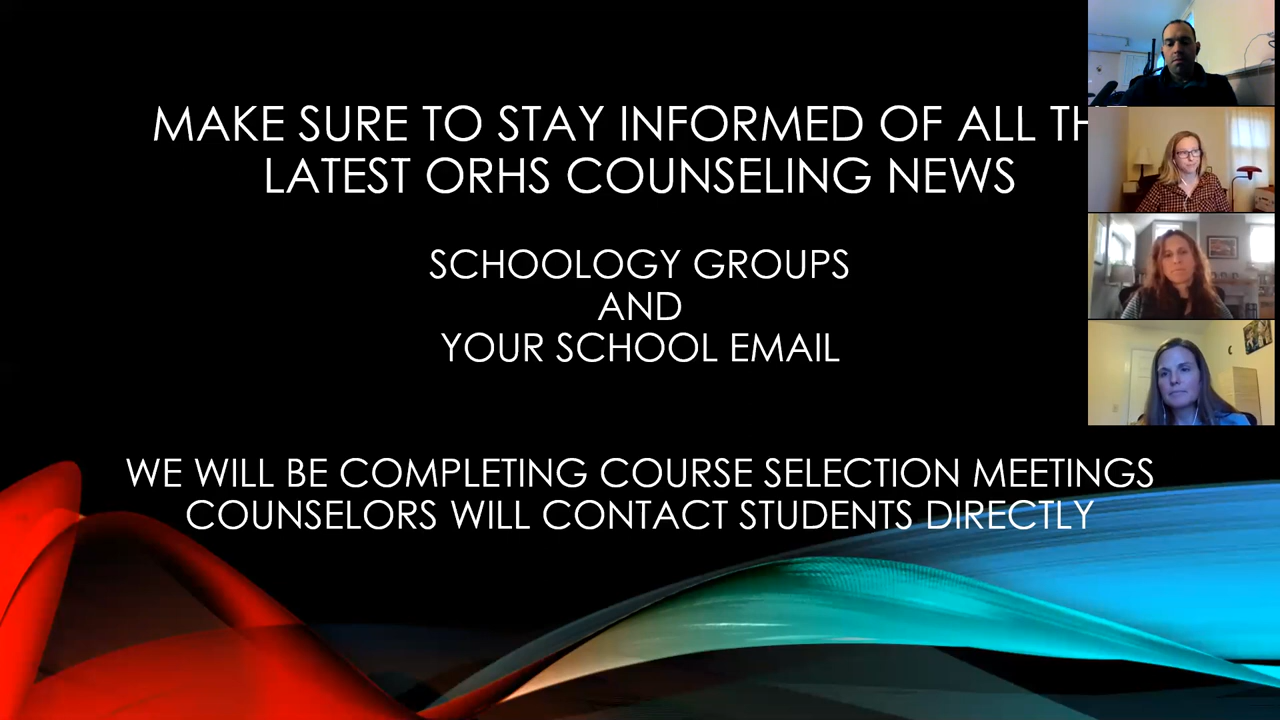 MAKE SURE TO STAY INFORMED OF ALL
LATEST ORHS COUNSELING NEWS
SCHOOLOGY GROUPS
AND
YOUR SCHOOL EMAIL
WE WILL BE COMPLETING COURSE SELECTION MEETINGS
COUNSELORS WILL CONTACT STUDENTS DIRECTLY